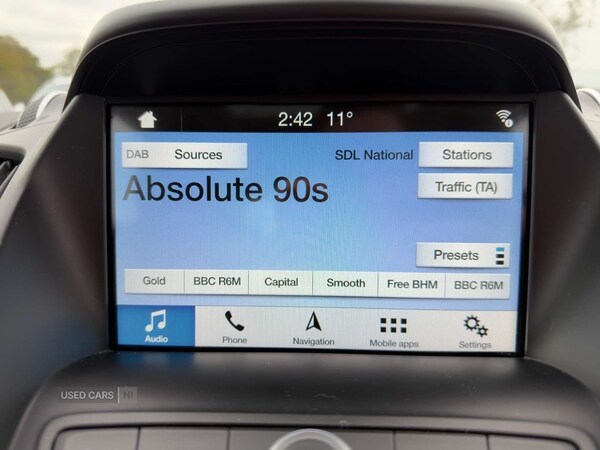 2:42 11°
DAB Sources SDL National Stations
Absolute 90s
Traffic (TA)
Presets
Gold BBC R6M Capital Smooth Free BHM BBC R6M
Audio Phone Navigation Mobile apps Settings
USED CARS NI